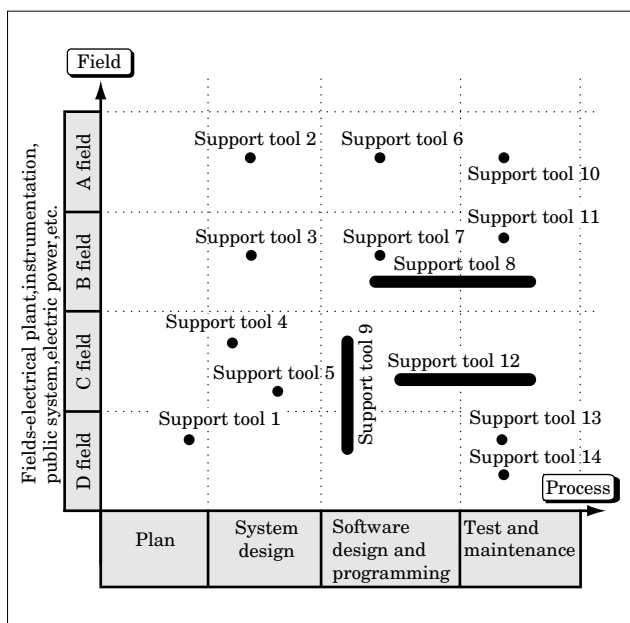 Field
Fields-electrical plant,instrumentation,
public system,electric power,etc.
A field
B field
C field
D field
Support tool 2
Support tool 6
Support tool 10
Support tool 11
Support tool 3
Support tool 7
Support tool 8
Support tool 4
Support tool 9
Support tool 5
Support tool 12
Support tool 1
Support tool 13
Support tool 14
Process
Plan
System
design
Software
design and
programming
Test and
maintenance